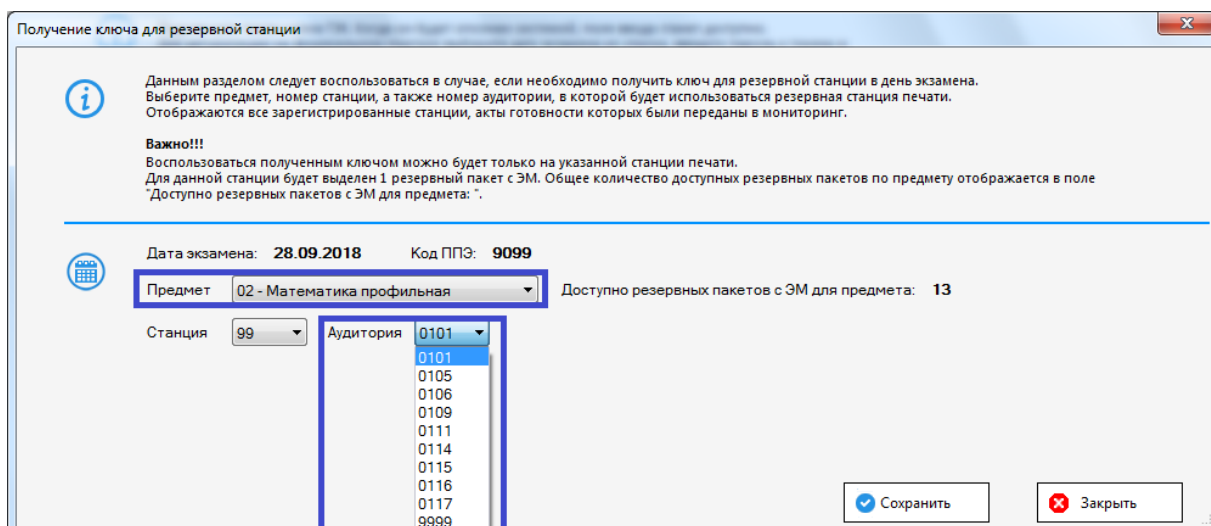 Получение ключа для резервной станции
Данным разделом следует воспользоваться в случае, если необходимо получить ключ для резервной станции в день экзамена.
Выберите предмет, номер станции, а также номер аудитории, в которой будет использоваться резервная станция печати.
Отображаются все зарегистрированные станции, акты готовности которых были переданы в мониторинг.
Важно!!!
Воспользоваться полученным ключом можно будет только на указанной станции печати.
Для данной станции будет выделен 1 резервный пакет с ЭМ. Общее количество доступных резервных пакетов по предмету отображается в поле
"Доступно резервных пакетов с ЭМ для предмета: ".
Дата экзамена: 28.09.2018 Код ППЭ: 9099
Предмет 02 - Математика профильная Доступно резервных пакетов с ЭМ для предмета: 13
Станция 99 Аудитория 0101
0101
0105
0106
0109
0111
0114
0115
0116
0117
9999
Сохранить Закрыть